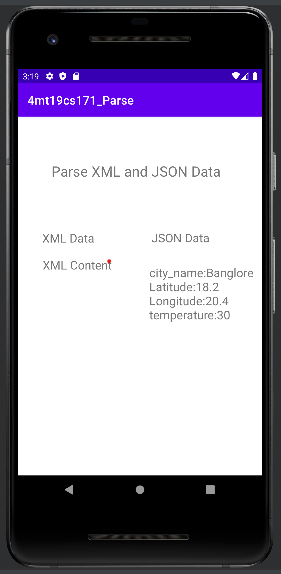 3:19
4mt19cs171_Parse
Parse XML and JSON Data
XML Data
JSON Data
XML Content
city_name:Banglore
Latitude:18.2
Longitude:20.4
temperature:30